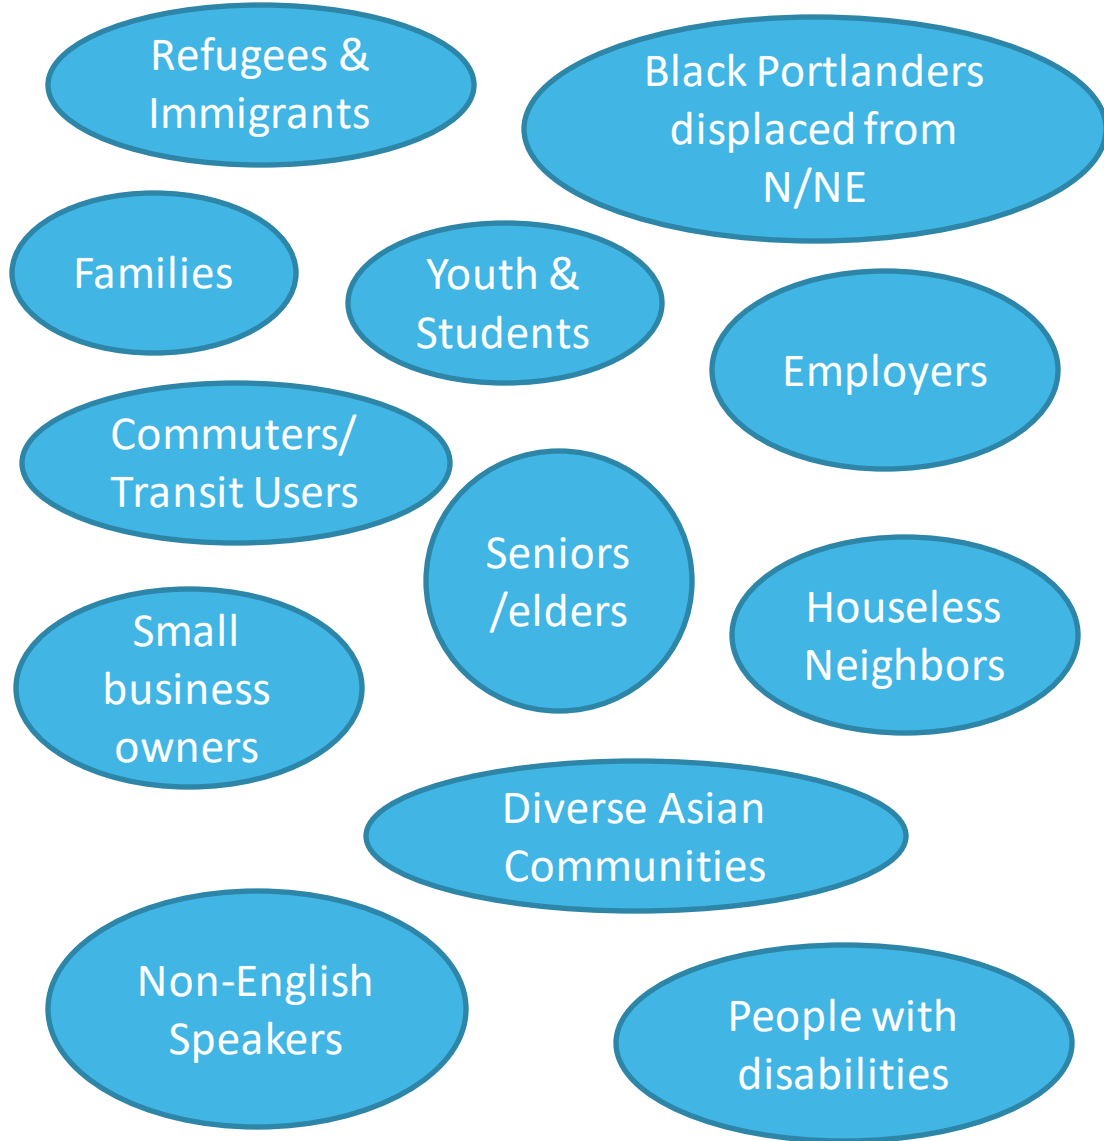 Refugees &
Immigrants
Black Portlanders
displaced from
N/NE
Families
Youth &
Students
Employers
Commuters/
Transit Users
Seniors
/elders
Houseless
Neighbors
Small
business
owners
Diverse Asian
Communities
Non-English
Speakers
People with
disabilities